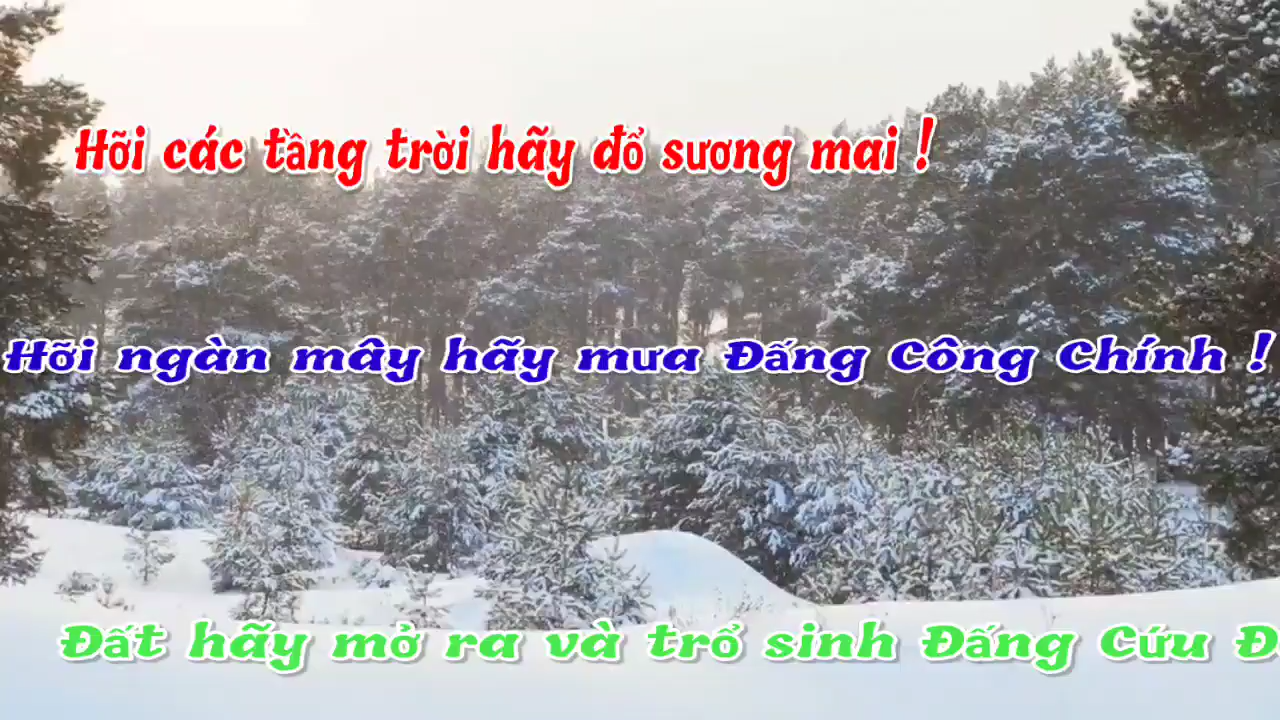 Hỡi các tầng trời hãy đổ sương mai !
Hỡi ngàn mây hãy mưa Đấng Công Chính !
Đất hãy mở ra và trổ sinh Đấng Cứu